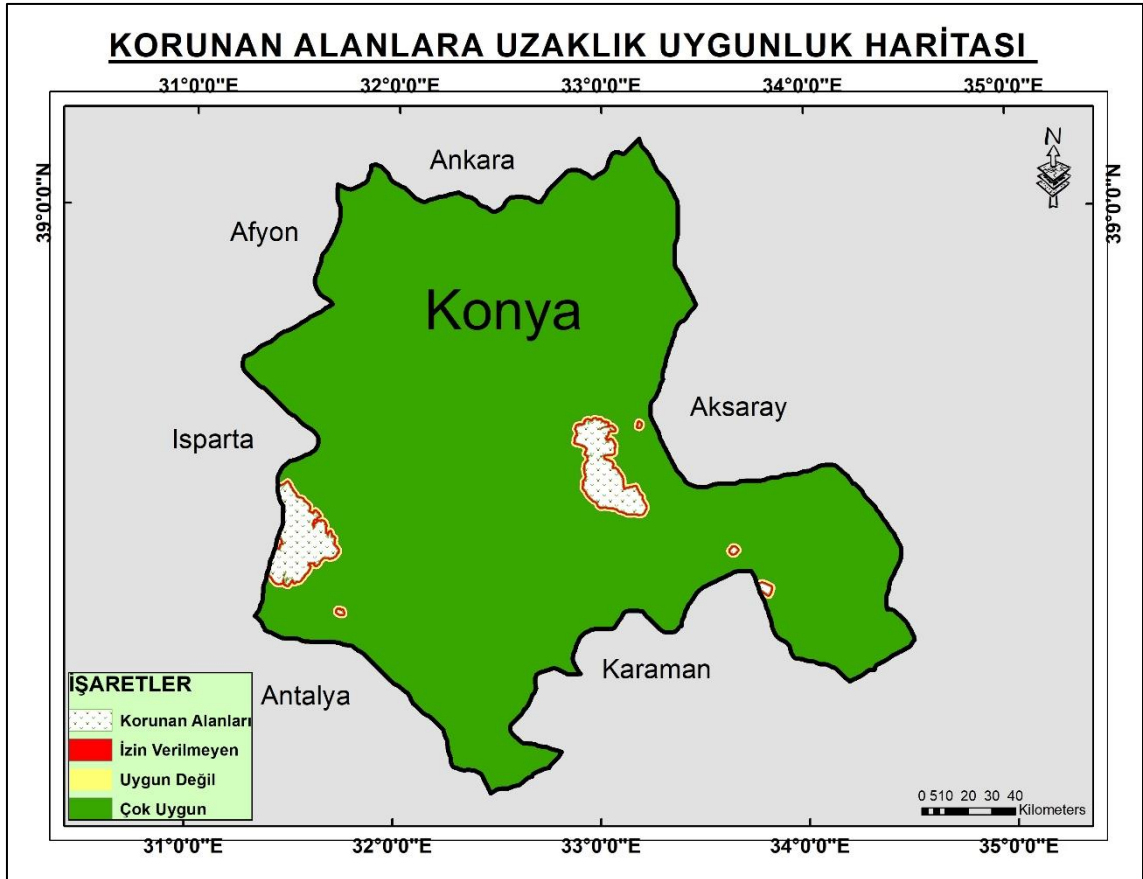 KORUNAN ALANLARA UZAKLIK UYGUNLUK HARİTASI
31°0'0"E 32°0'0"E 33°0'0"E 34°0'0"E 35°0'0"E
N
39°0'0"N
39°0'0"N
Ankara
Afyon
Konya
Aksaray
Isparta
Karaman
Antalya
İŞARETLER
Korunan Alanları
İzin Verilmeyen
Uygun Değil
Çok Uygun
0 5 10 20 30 40
Kilometers
31°0'0"E 32°0'0"E 33°0'0"E 34°0'0"E 35°0'0"E